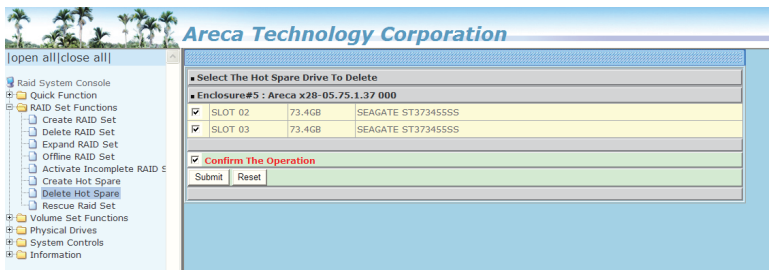 Areca Technology Corporation
|open all|close all|
Raid System Console
Quick Function
RAID Set Functions
Create RAID Set
Delete RAID Set
Expand RAID Set
Offline RAID Set
Activate Incomplete RAID S
Create Hot Spare
Delete Hot Spare
Rescue Raid Set
Volume Set Functions
Physical Drives
System Controls
Information
Select The Hot Spare Drive To Delete
Enclosure#5 : Areca x28-05.75.1.37 000
SLOT 02 73.4GB SEAGATE ST373455SS
SLOT 03 73.4GB SEAGATE ST373455SS
Confirm The Operation
Submit Reset